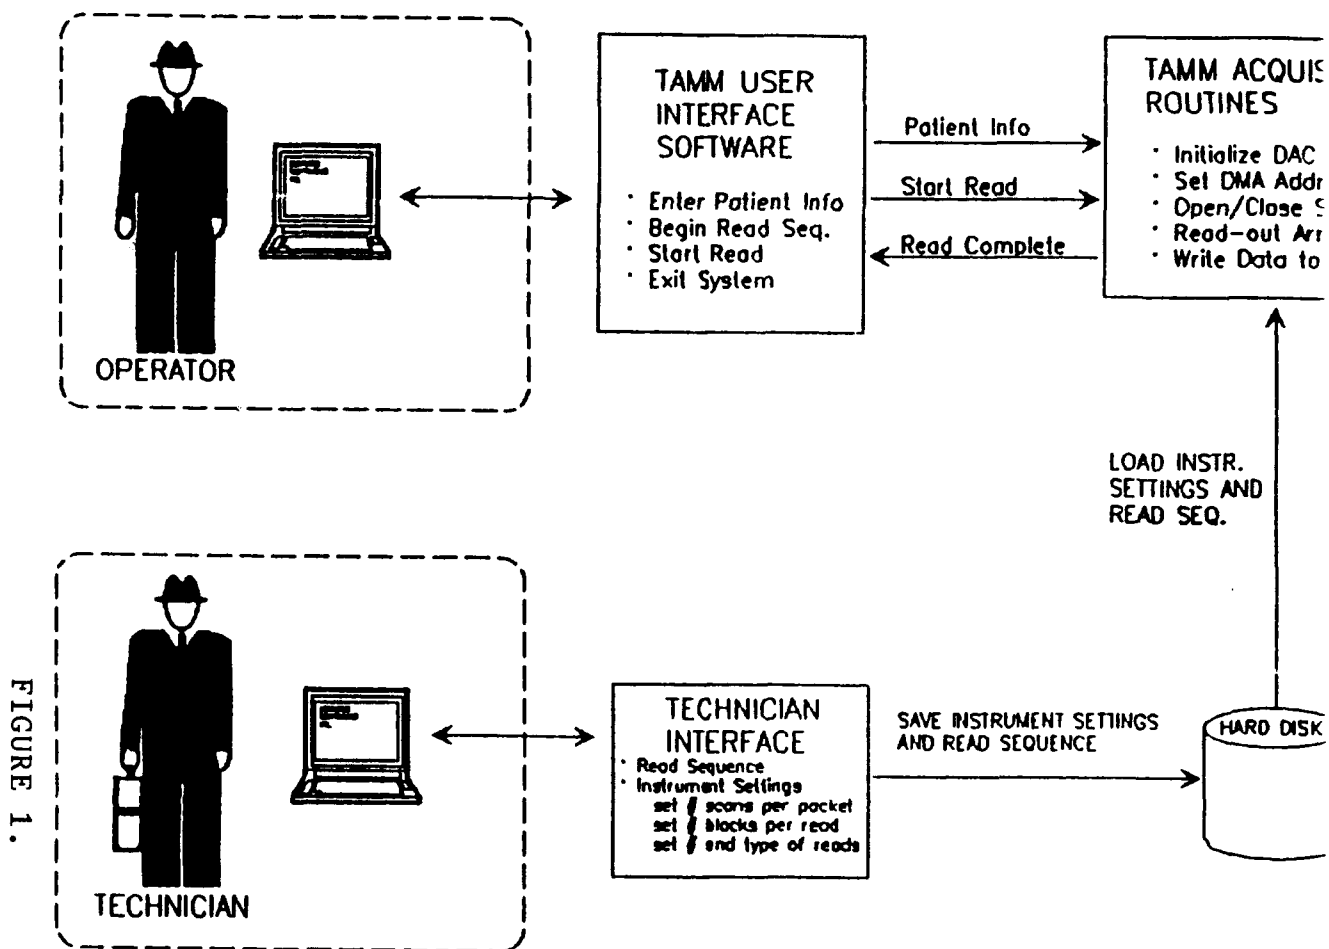 TAMM USER
INTERFACE
SOFTWARE
· Enter Patient Info
· Begin Read Seq.
· Start Read
· Exit System
Patient Info
Start Read
Read Complete
TAMM
ROUTINES
· Initialize DAC
· Set DMA
· Open/Close
· Read-out
· Write Data to
OPERATOR
LOAD INSTR.
SETTINGS AND
READ SEQ.
TECHNICIAN
INTERFACE
· Read Sequence
· Instrument Settings
set # scans per packet
set # blocks per read
set # and type of reads
SAVE INSTRUMENT SETTINGS
AND READ SEQUENCE
HARD DISK
TECHNICIAN
FIGURE 1.